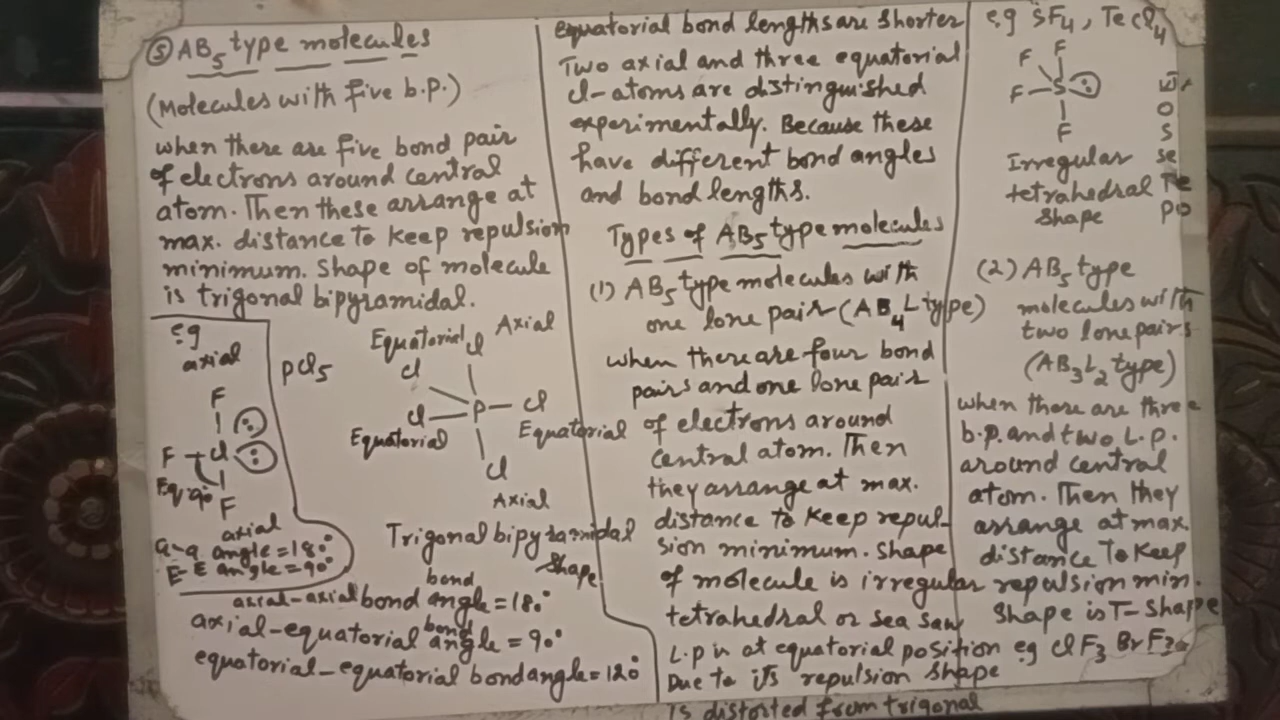 ⑤ AB5 type molecules
(Molecules with five b.p.)
when there are five bond pair
of electrons around central
atom. Then these arrange at
max. distance to keep repulsion
minimum. Shape of molecule
is trigonal bipyramidal.
e.g
axial
F
F Cl
Eq 90
F
axial
a-a angle = 180°
E-E angle = 90°
PCl5
Equatorial Axial
Cl Cl
Cl P Cl
Equatorial Equatorial
Cl
Axial
Trigonal bipyramidal
Shape
axial-axial bond angle = 180°
bond
axial-equatorial angle = 90°
bond
equatorial-equatorial bond angle = 120°
equatorial bond lengths are shorter
Two axial and three equatorial
cl-atoms are distinguished
experimentally. Because these
have different bond angles
and bond lengths.
Types of AB5 type molecules
(1) AB5 type molecules with
one lone pair (AB4L type)
when there are four bond
pairs and one lone pair
of electrons around
central atom. Then
they arrange at max.
distance to keep repul-
sion minimum. Shape
of molecule is irregular
tetrahedral or sea saw
L.p is at equatorial position
Due to its repulsion shape
is distorted from trigonal
e.g SF4, TeCl4
F
F
F S
F
Irregular
tetrahedral
Shape
O
S
Se
Te
Po
(2) AB5 type
molecules with
two lone pairs
(AB3L2 type)
when there are three
b.p. and two L.p.
around central
atom. Then they
arrange at max.
distance To keep
repulsion min.
Shape is T-Shape
eg ClF3 BrF3